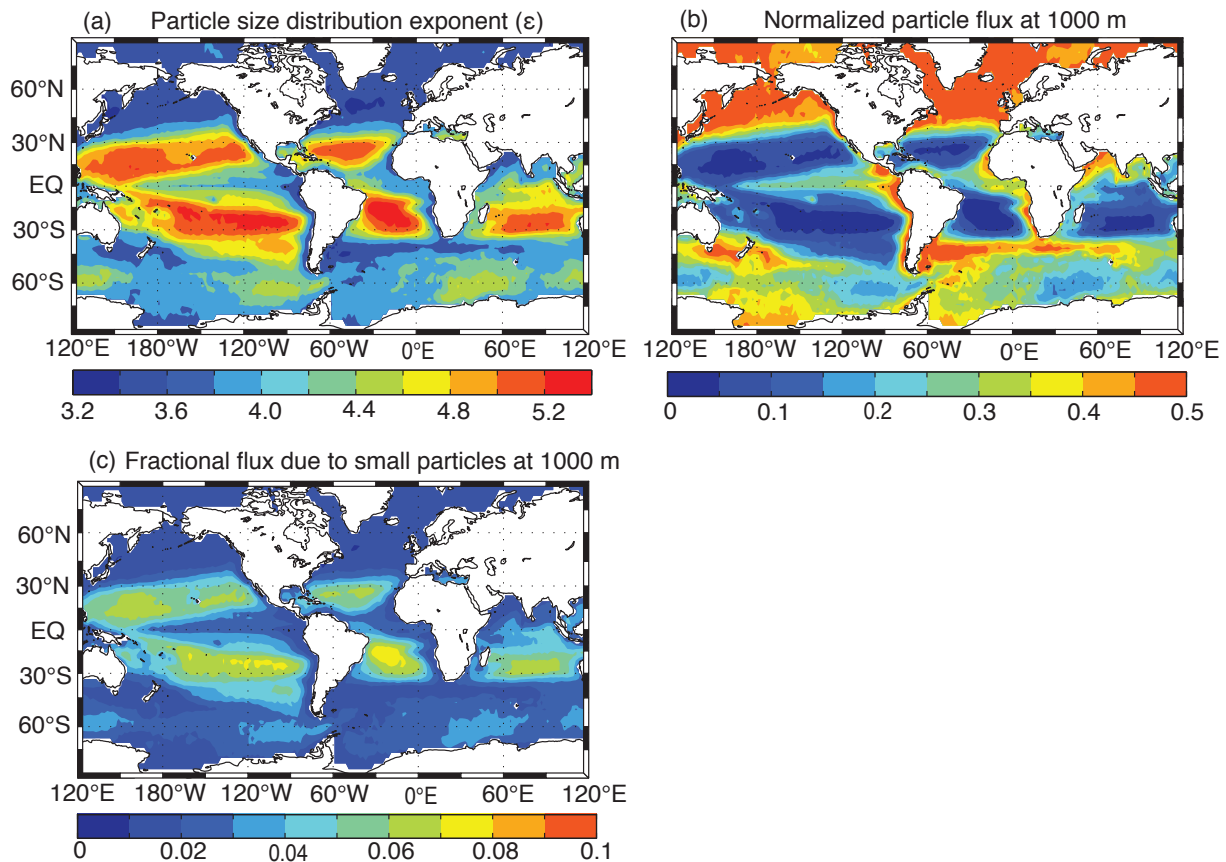 (a) Particle size distribution exponent (ε)
60°N
30°N
EQ
30°S
60°S
120°E 180°W 120°W 60°W 0°E 60°E 120°E
3.2 3.6 4.0 4.4 4.8 5.2
(b) Normalized particle flux at 1000 m
120°E 180°W 120°W 60°W 0°E 60°E 120°E
0 0.1 0.2 0.3 0.4 0.5
(c) Fractional flux due to small particles at 1000 m
60°N
30°N
EQ
30°S
60°S
120°E 180°W 120°W 60°W 0°E 60°E 120°E
0 0.02 0.04 0.06 0.08 0.1